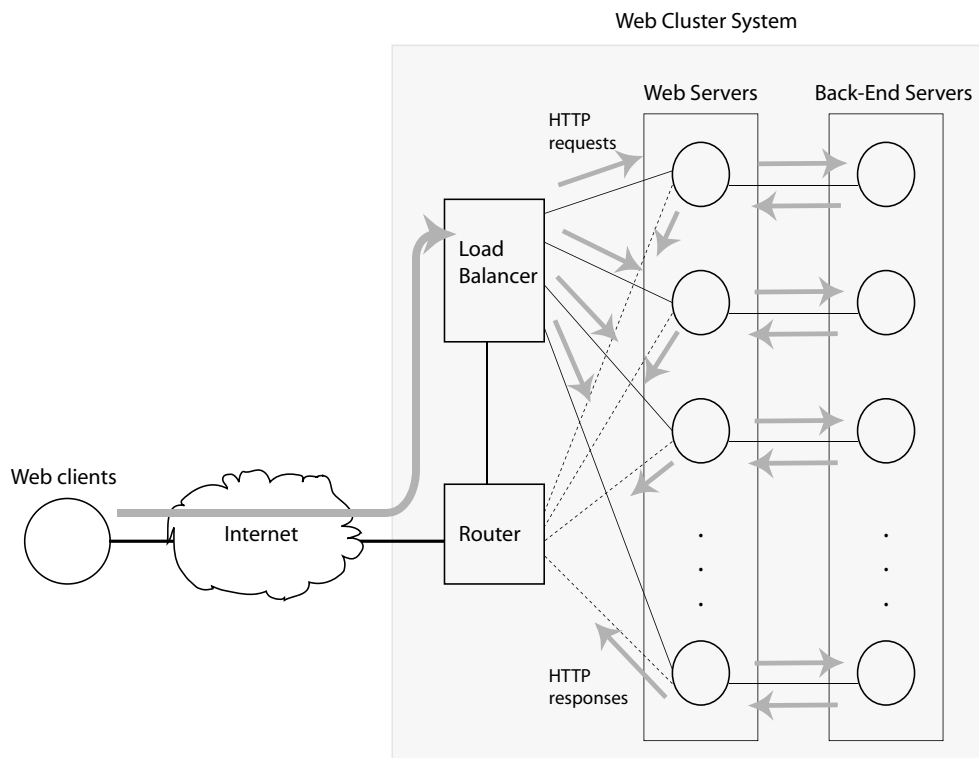 Web Cluster System
Web Servers
Back-End Servers
HTTP
requests
Load
Balancer
Web clients
Internet
Router
HTTP
responses